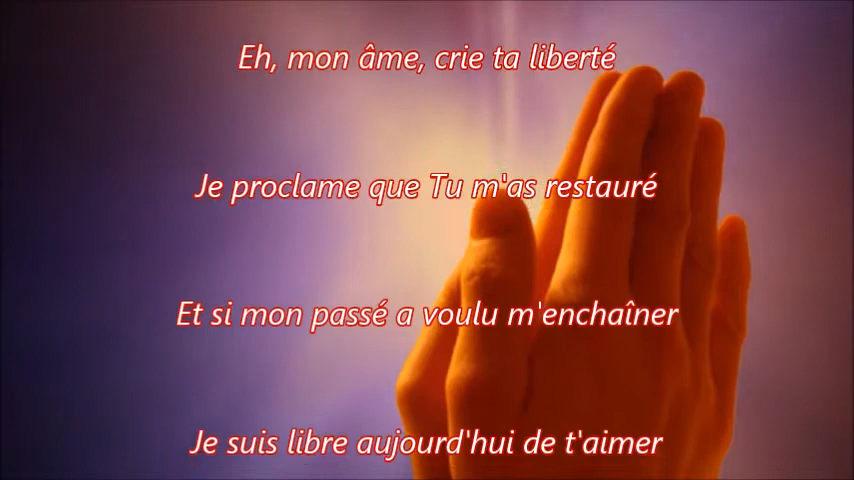 Eh, mon âme, crie ta liberté
Je proclame que Tu m'as restauré
Et si mon passé a voulu m'enchaîner
Je suis libre aujourd'hui de t'aimer